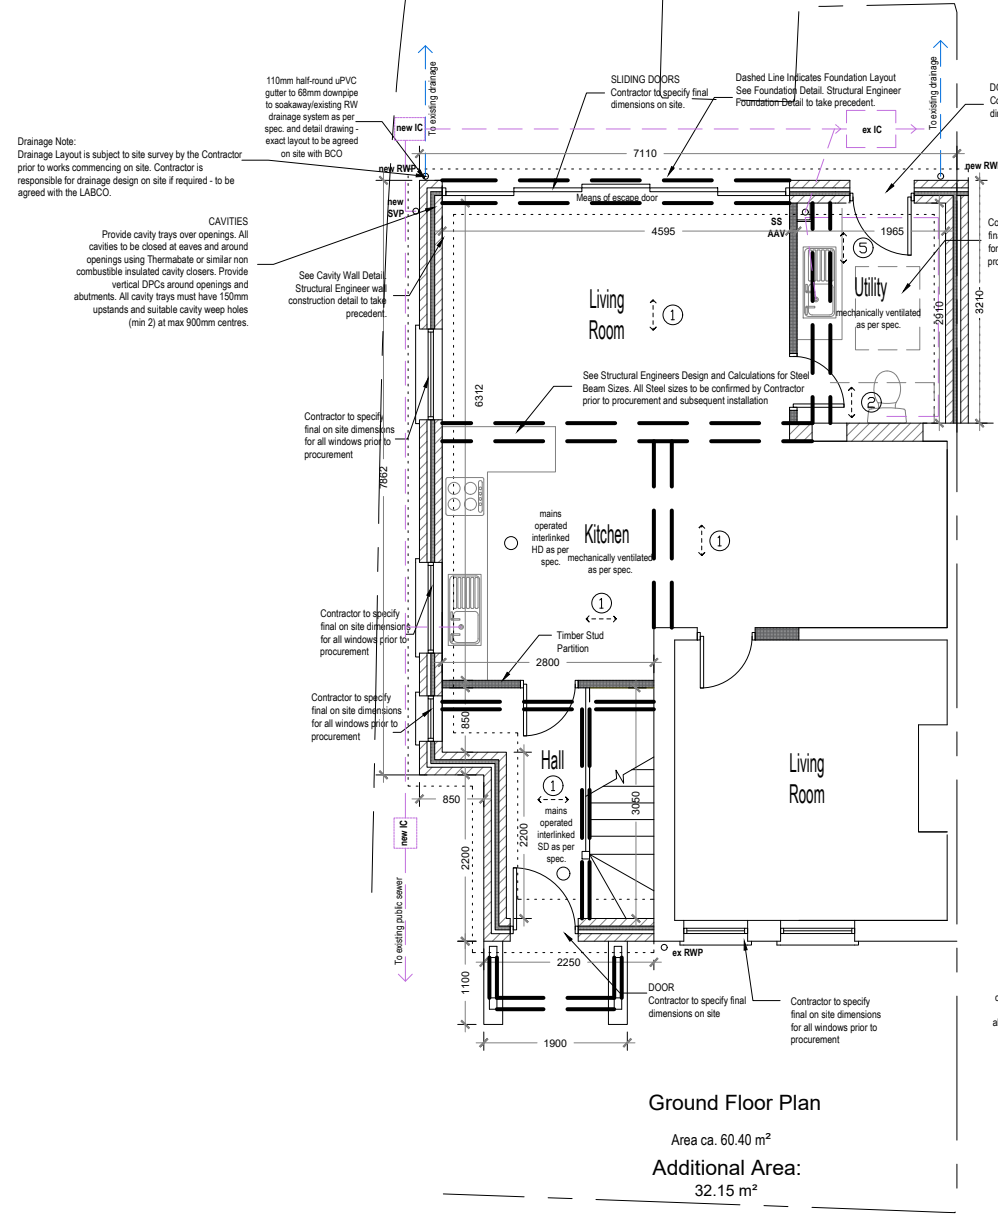 110mm half-round uPVC
gutter to 68mm downpipe
to soakaway/existing RW
drainage system as per
spec. and detail drawing -
exact layout to be agreed
on site with BCO
new IC
To existing drainage
SLIDING DOORS
Contractor to specify final
dimensions on site.
Dashed Line Indicates Foundation Layout
See Foundation Detail. Structural Engineer
Foundation Detail to take precedent.
ex IC
To existing drainage
Drainage Note:
Drainage Layout is subject to site survey by the Contractor
prior to works commencing on site. Contractor is
responsible for drainage design on site if required - to be
agreed with the LABCO.
7110
new RWP
new
SVP
Means of escape door
4595
SS
AAV
1965
5
CAVITIES
Provide cavity trays over openings. All
cavities to be closed at eaves and around
openings using Thermabate or similar non
combustible insulated cavity closers. Provide
vertical DPCs around openings and
abutments. All cavity trays must have 150mm
upstands and suitable cavity weep holes
(min 2) at max 900mm centres.
See Cavity Wall Detail.
Structural Engineer wall
construction detail to take
precedent.
Living
Room
1
Utility
mechanically ventilated
as per spec.
2910
3210
See Structural Engineers Design and Calculations for Steel
Beam Sizes. All Steel sizes to be confirmed by Contractor
prior to procurement and subsequent installation
6312
2
Contractor to specify
final on site dimensions
for all windows prior to
procurement
7862
mains
operated
interlinked
HD as per
spec.
Kitchen
mechanically ventilated
as per spec.
1
1
Contractor to specify
final on site dimensions
for all windows prior to
procurement
Timber Stud
Partition
2800
Contractor to specify
final on site dimensions
for all windows prior to
procurement
850
Hall
1
mains
operated
interlinked
SD as per
spec.
3050
Living
Room
850
2200
2200
new IC
To existing public sewer
2250
ex RWP
1100
DOOR
Contractor to specify final
dimensions on site
Contractor to specify
final on site dimensions
for all windows prior to
procurement
1900
Ground Floor Plan
Area ca. 60.40 m²
Additional Area:
32.15 m²